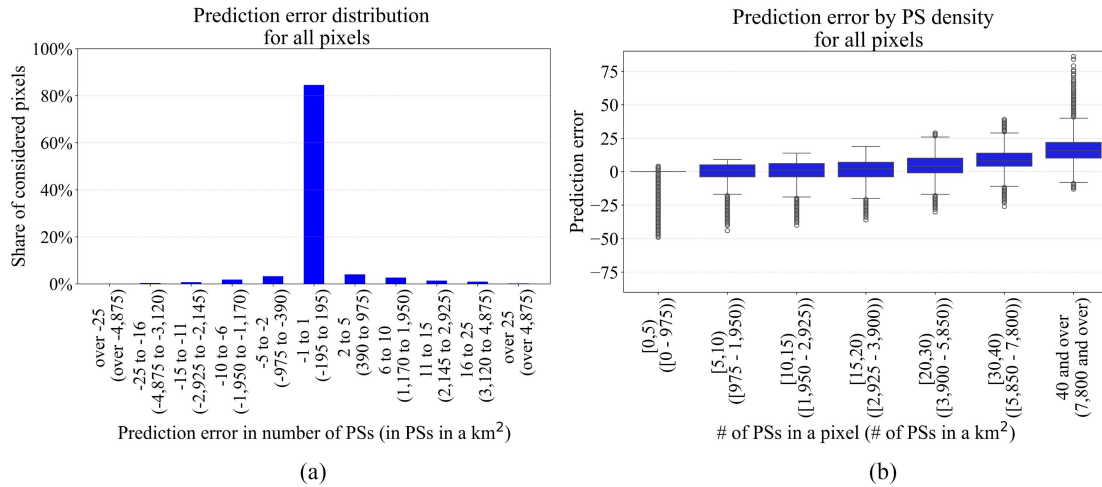 Prediction error distribution
for all pixels
100%
80%
60%
40%
20%
0%
Share of considered pixels
over -25
(over -4,875)
-25 to -16
(-4,875 to -3,120)
-15 to -11
(-2,925 to -2,145)
-10 to -6
(-1,950 to -1,170)
-5 to -2
(-975 to -390)
-1 to 1
(-195 to 195)
2 to 5
(390 to 975)
6 to 10
(1,170 to 1,950)
11 to 15
(2,145 to 2,925)
16 to 25
(3,120 to 4,875)
over 25
(over 4,875)
Prediction error in number of PSs (in PSs in a km²)
(a)
Prediction error by PS density
for all pixels
75
50
25
0
−25
−50
−75
Prediction error
[0,5)
([0 - 975))
[5,10)
([975 - 1,950))
[10,15)
([1,950 - 2,925))
[15,20)
([2,925 - 3,900))
[20,30)
([3,900 - 5,850))
[30,40)
([5,850 - 7,800))
40 and over
(7,800 and over)
# of PSs in a pixel (# of PSs in a km²)
(b)